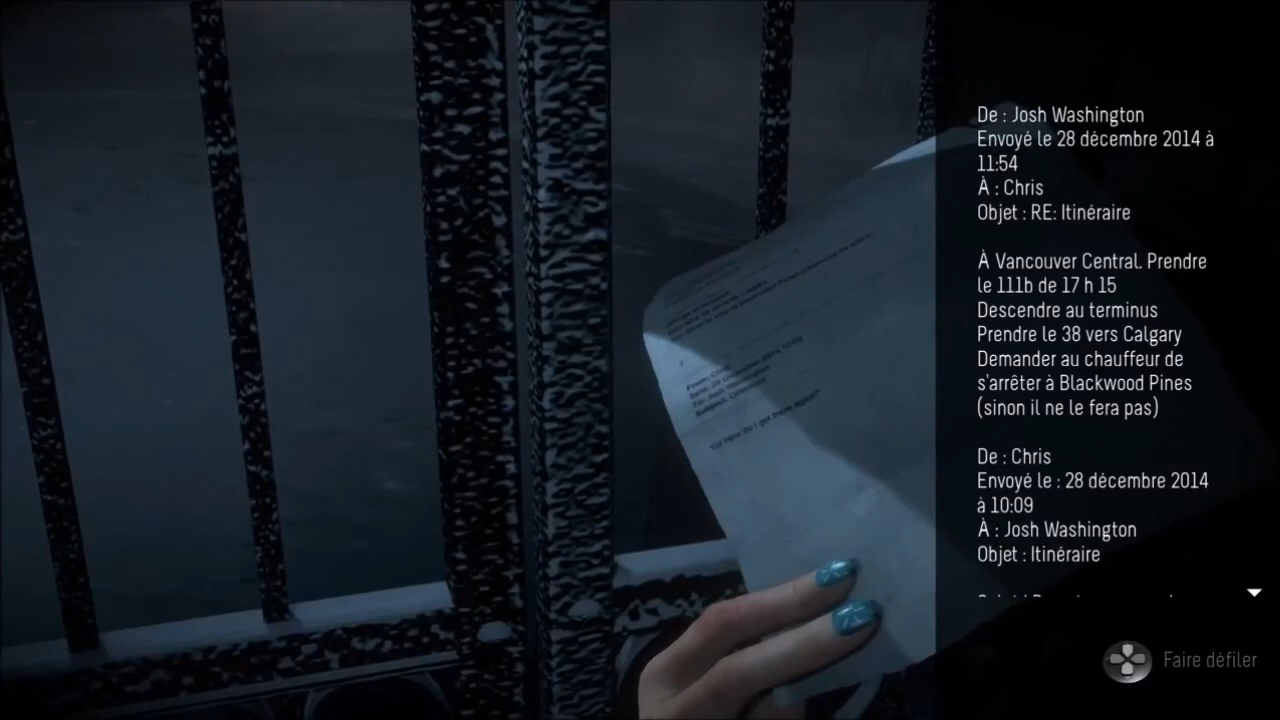 De : Josh Washington
Envoyé le 28 décembre 2014 à
11:54
À : Chris
Objet : RE: Itinéraire
À Vancouver Central. Prendre
le 111b de 17 h 15
Descendre au terminus
Prendre le 38 vers Calgary
Demander au chauffeur de
s'arrêter à Blackwood Pines
(sinon il ne le fera pas)
De : Chris
Envoyé le : 28 décembre 2014
à 10:09
À : Josh Washington
Objet : Itinéraire
Faire défiler